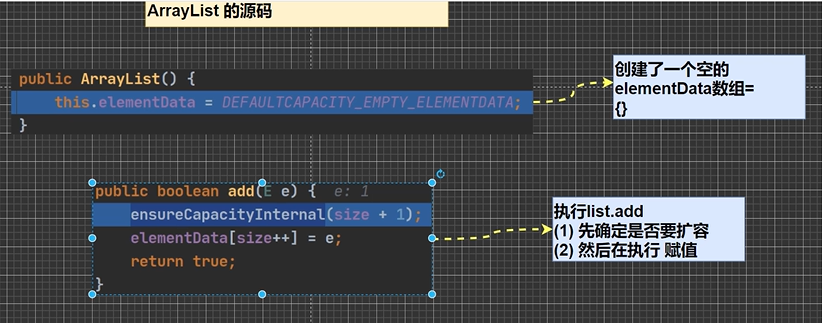 ArrayList 的源码
public ArrayList() {
this.elementData = DEFAULTCAPACITY_EMPTY_ELEMENTDATA;
}
创建了一个空的
elementData数组=
{}
public boolean add(E e) { e: 1
ensureCapacityInternal(size + 1);
elementData[size++] = e;
return true;
}
执行list.add
(1) 先确定是否要扩容
(2) 然后在执行 赋值